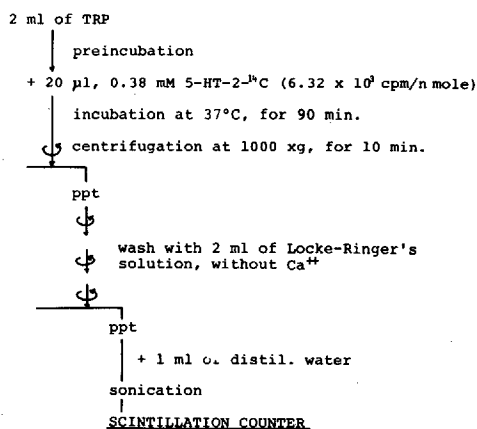 2 ml of TRP
preincubation
+ 20 µl, 0.38 mM 5-HT-2-¹⁴C (6.32 x 10³ cpm/n mole)
incubation at 37°C, for 90 min.
centrifugation at 1000 xg, for 10 min.
ppt
wash with 2 ml of Locke-Ringer's
solution, without Ca⁺⁺
ppt
+ 1 ml of distil. water
sonication
SCINTILLATION COUNTER